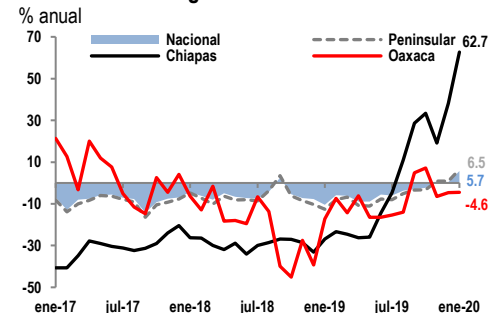 % anual
Nacional
Peninsular
Chiapas
Oaxaca
70
50
30
10
-10
-30
-50
62.7
6.5
5.7
-4.6
ene-17
jul-17
ene-18
jul-18
ene-19
jul-19
ene-20